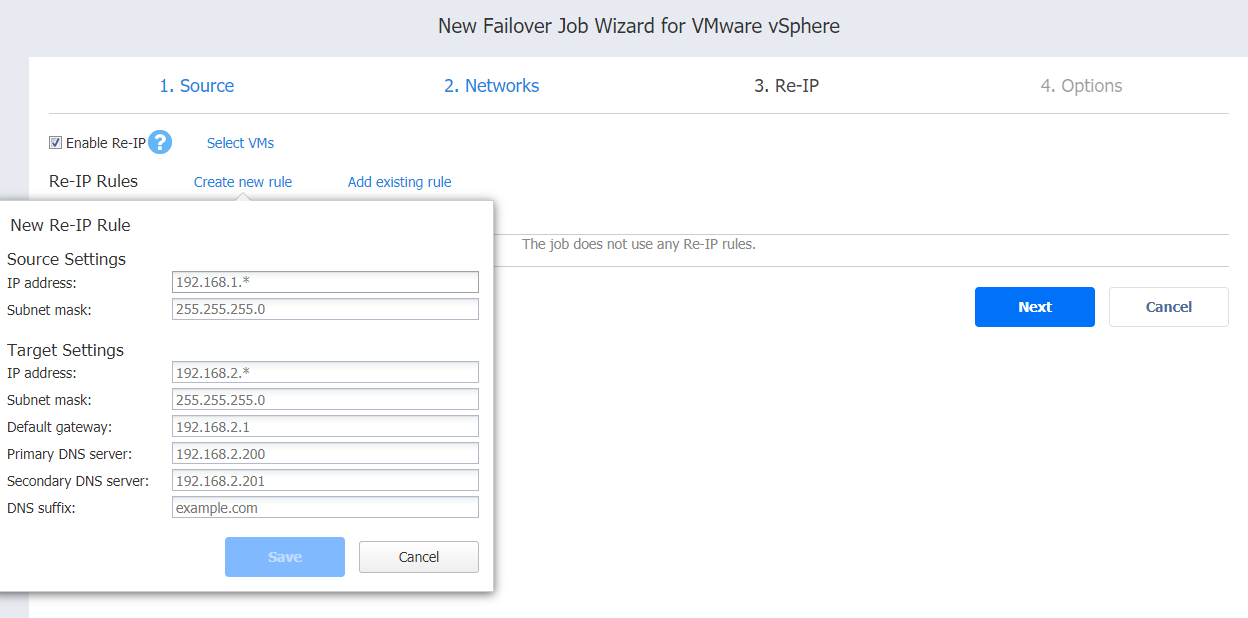 New Failover Job Wizard for VMware vSphere
1. Source 2. Networks 3. Re-IP 4. Options
Enable Re-IP ? Select VMs
Re-IP Rules Create new rule Add existing rule
The job does not use any Re-IP rules.
Next Cancel
New Re-IP Rule
Source Settings
IP address: 192.168.1.*
Subnet mask: 255.255.255.0
Target Settings
IP address: 192.168.2.*
Subnet mask: 255.255.255.0
Default gateway: 192.168.2.1
Primary DNS server: 192.168.2.200
Secondary DNS server: 192.168.2.201
DNS suffix: example.com
Save Cancel